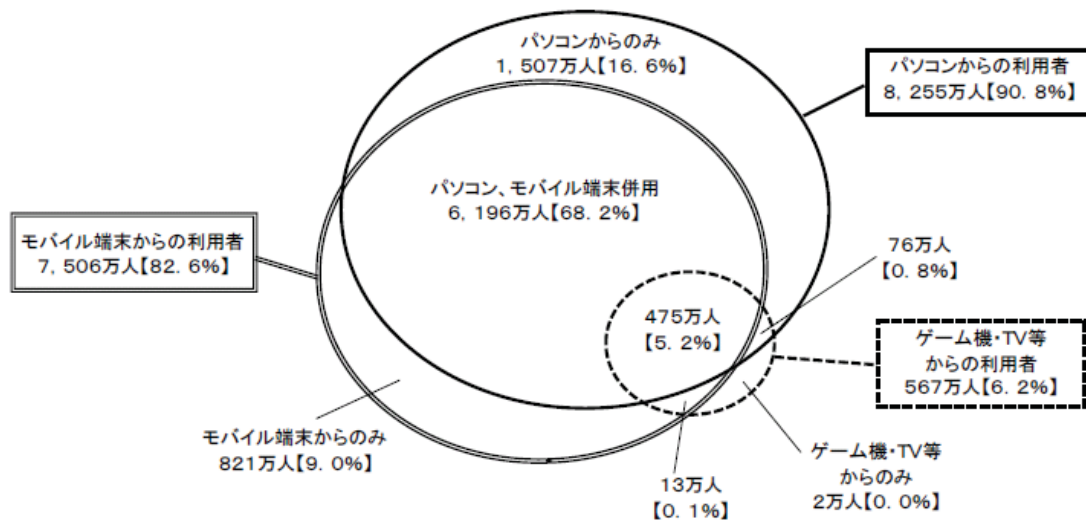 パソコンからのみ
1, 507万人【16. 6%】
パソコンからの利用者
8, 255万人【90. 8%】
パソコン、モバイル端末併用
6, 196万人【68. 2%】
モバイル端末からの利用者
7, 506万人【82. 6%】
76万人
【0. 8%】
475万人
【5. 2%】
ゲーム機・TV等
からの利用者
567万人【6. 2%】
モバイル端末からのみ
821万人【9. 0%】
13万人
【0. 1%】
ゲーム機・TV等
からのみ
2万人【0. 0%】